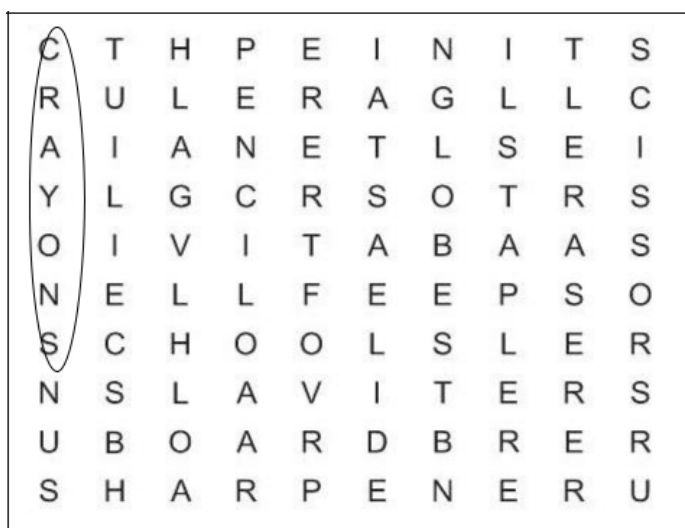 C T H P E I N I T S
R U L E R A G L L C
A I A N E T L S E I
Y L G C R S O T R S
O I V I T A B A A S
N E L L F E E P S O
S C H O O L S L E R
N S L A V I T E R S
U B O A R D B R E R
S H A R P E N E R U